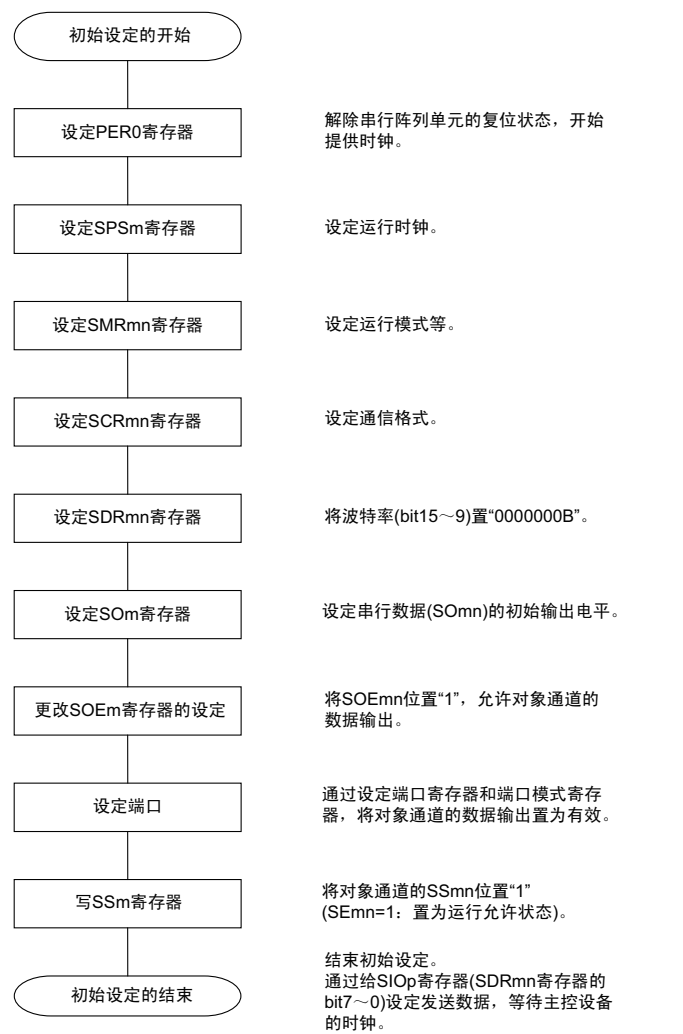 初始设定的开始
设定PER0寄存器
解除串行阵列单元的复位状态，开始
提供时钟。
设定SPSm寄存器
设定运行时钟。
设定SMRmn寄存器
设定运行模式等。
设定SCRmn寄存器
设定通信格式。
设定SDRmn寄存器
将波特率(bit15～9)置“0000000B”。
设定SOm寄存器
设定串行数据(SOmn)的初始输出电平。
更改SOEm寄存器的设定
将SOEmn位置“1”，允许对象通道的
数据输出。
设定端口
通过设定端口寄存器和端口模式寄存
器，将对象通道的数据输出置为有效。
写SSm寄存器
将对象通道的SSmn位置“1”
(SEmn=1：置为运行允许状态)。
初始设定的结束
结束初始设定。
通过给SIOp寄存器(SDRmn寄存器的
bit7～0)设定发送数据，等待主控设备
的时钟。